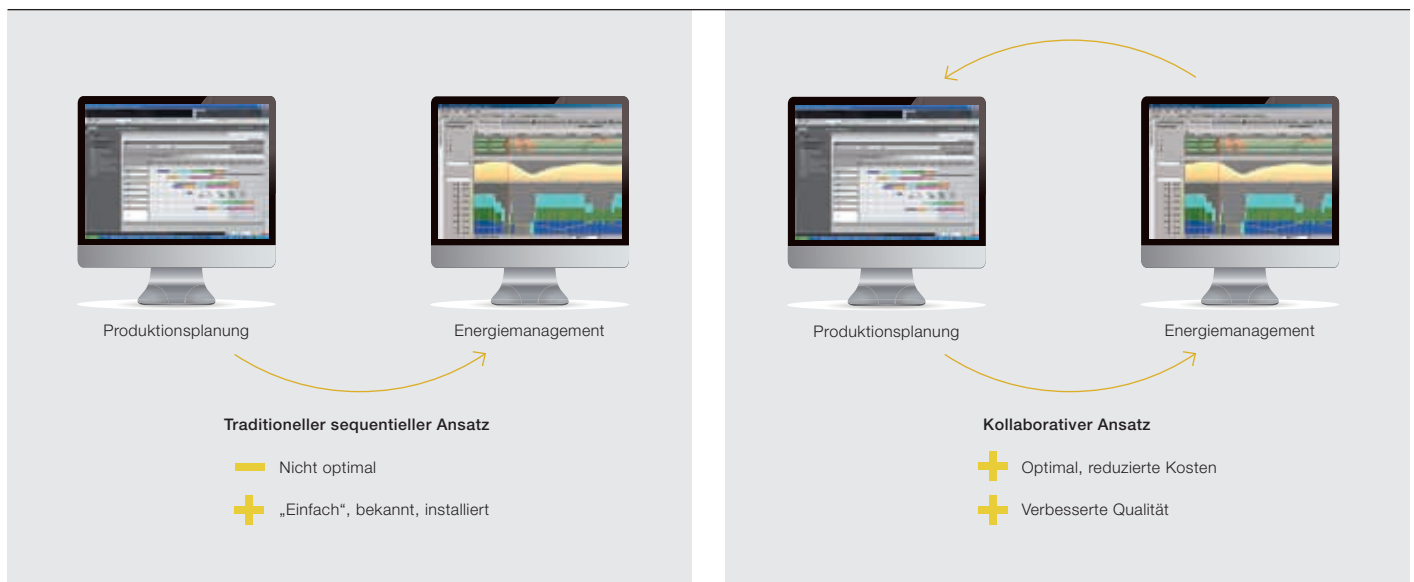 Produktionsplanung
Energiemanagement
Traditioneller sequentieller Ansatz
Nicht optimal
„Einfach“, bekannt, installiert
Produktionsplanung
Energiemanagement
Kollaborativer Ansatz
Optimal, reduzierte Kosten
Verbesserte Qualität